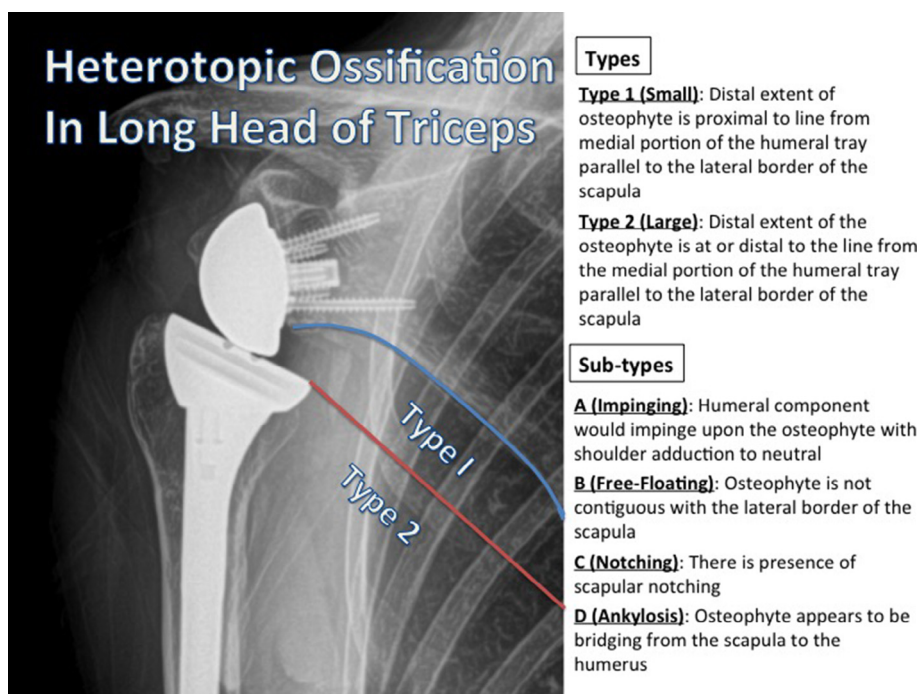 Heterotopic Ossification
In Long Head of Triceps
Type 1
Type 2
Types
Type 1 (Small): Distal extent of
osteophyte is proximal to line from
medial portion of the humeral tray
parallel to the lateral border of the
scapula
Type 2 (Large): Distal extent of the
osteophyte is at or distal to the line from
the medial portion of the humeral tray
parallel to the lateral border of the
scapula
Sub-types
A (Impinging): Humeral component
would impinge upon the osteophyte with
shoulder adduction to neutral
B (Free-Floating): Osteophyte is not
contiguous with the lateral border of the
scapula
C (Notching): There is presence of
scapular notching
D (Ankylosis): Osteophyte appears to be
bridging from the scapula to the
humerus